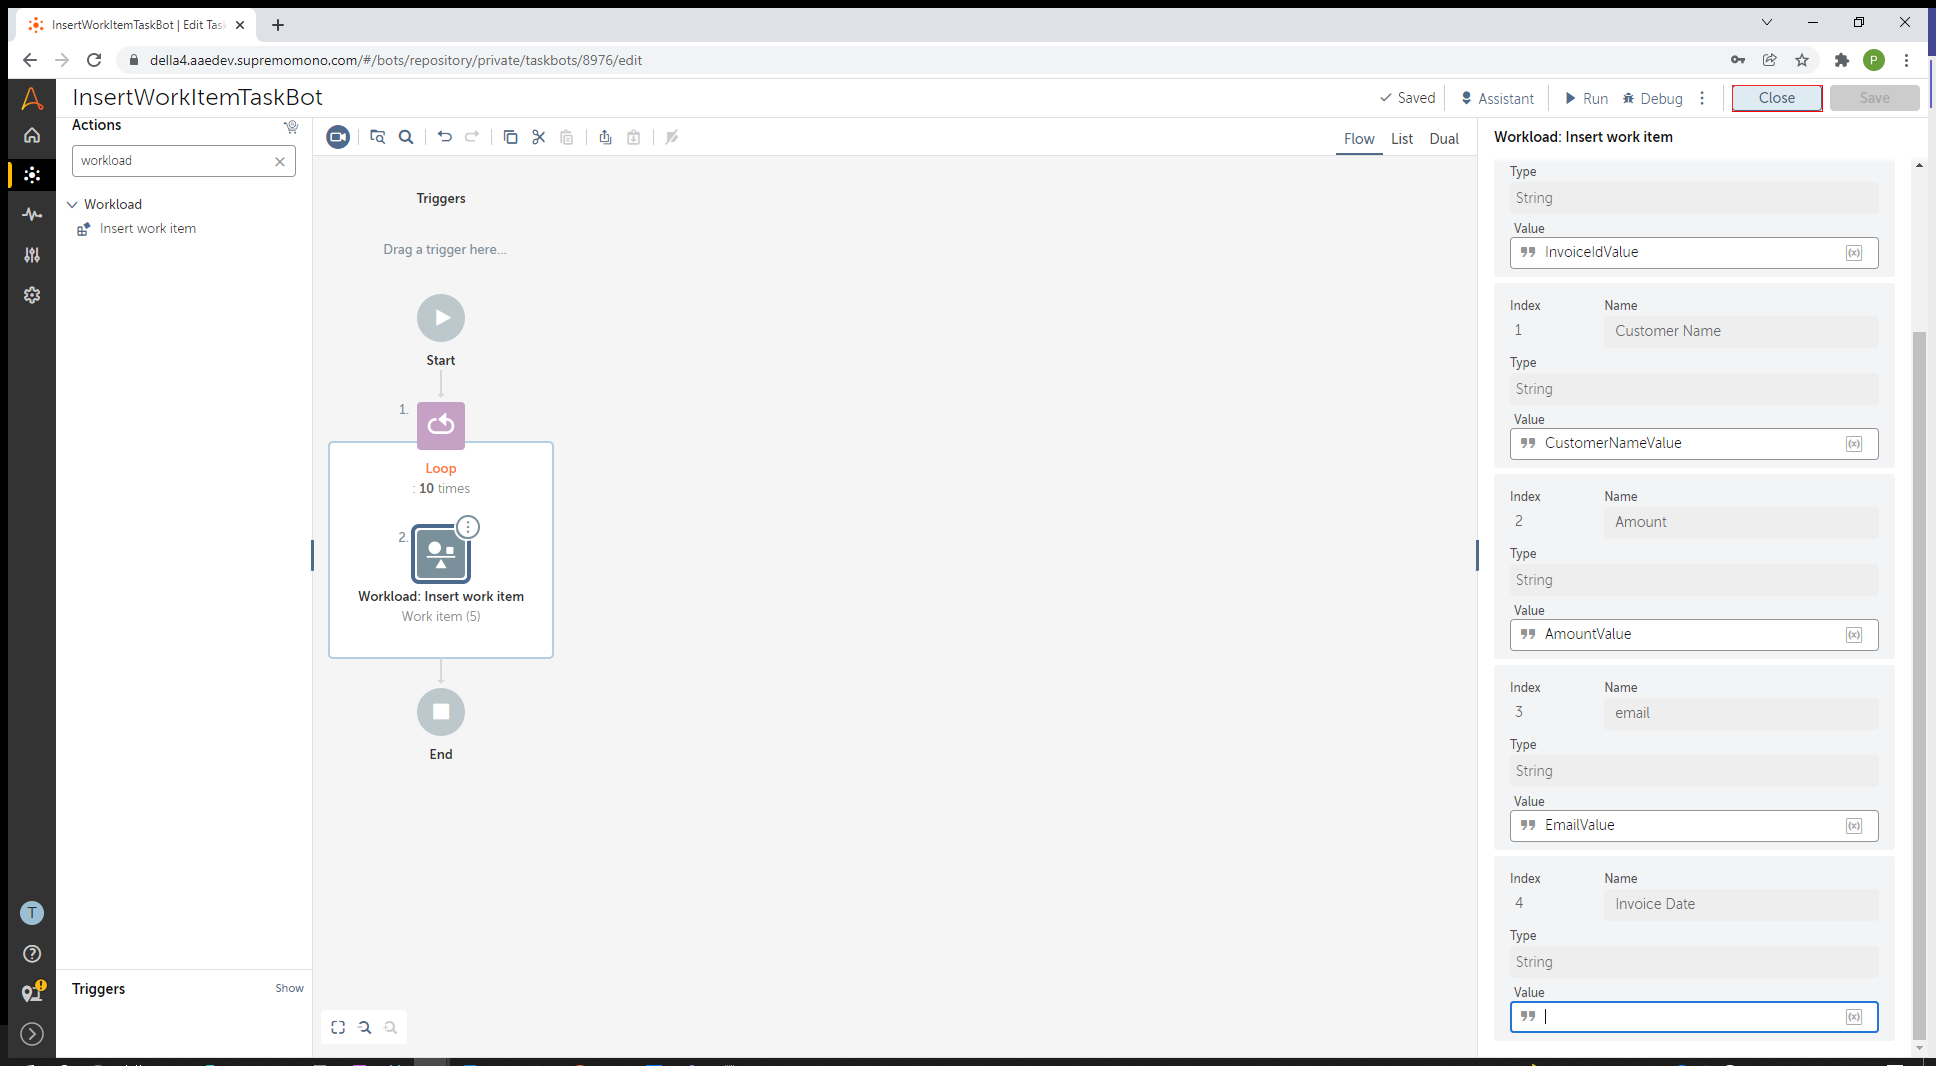 InsertWorkItemTaskBot | Edit Tas
della4.aaedev.supremomono.com/#/bots/repository/private/taskbots/8976/edit
P
InsertWorkItemTaskBot
Saved
Assistant
Run
Debug
Close
Save
Actions
workload
Workload
Insert work item
Triggers
Show
T
Flow
List
Dual
Triggers
Drag a trigger here...
Start
1.
Loop
: 10 times
2.
Workload: Insert work item
Work item (5)
End
Workload: Insert work item
Type
String
Value
InvoiceIdValue
Index Name
1 Customer Name
Type
String
Value
CustomerNameValue
Index Name
2 Amount
Type
String
Value
AmountValue
Index Name
3 email
Type
String
Value
EmailValue
Index Name
4 Invoice Date
Type
String
Value